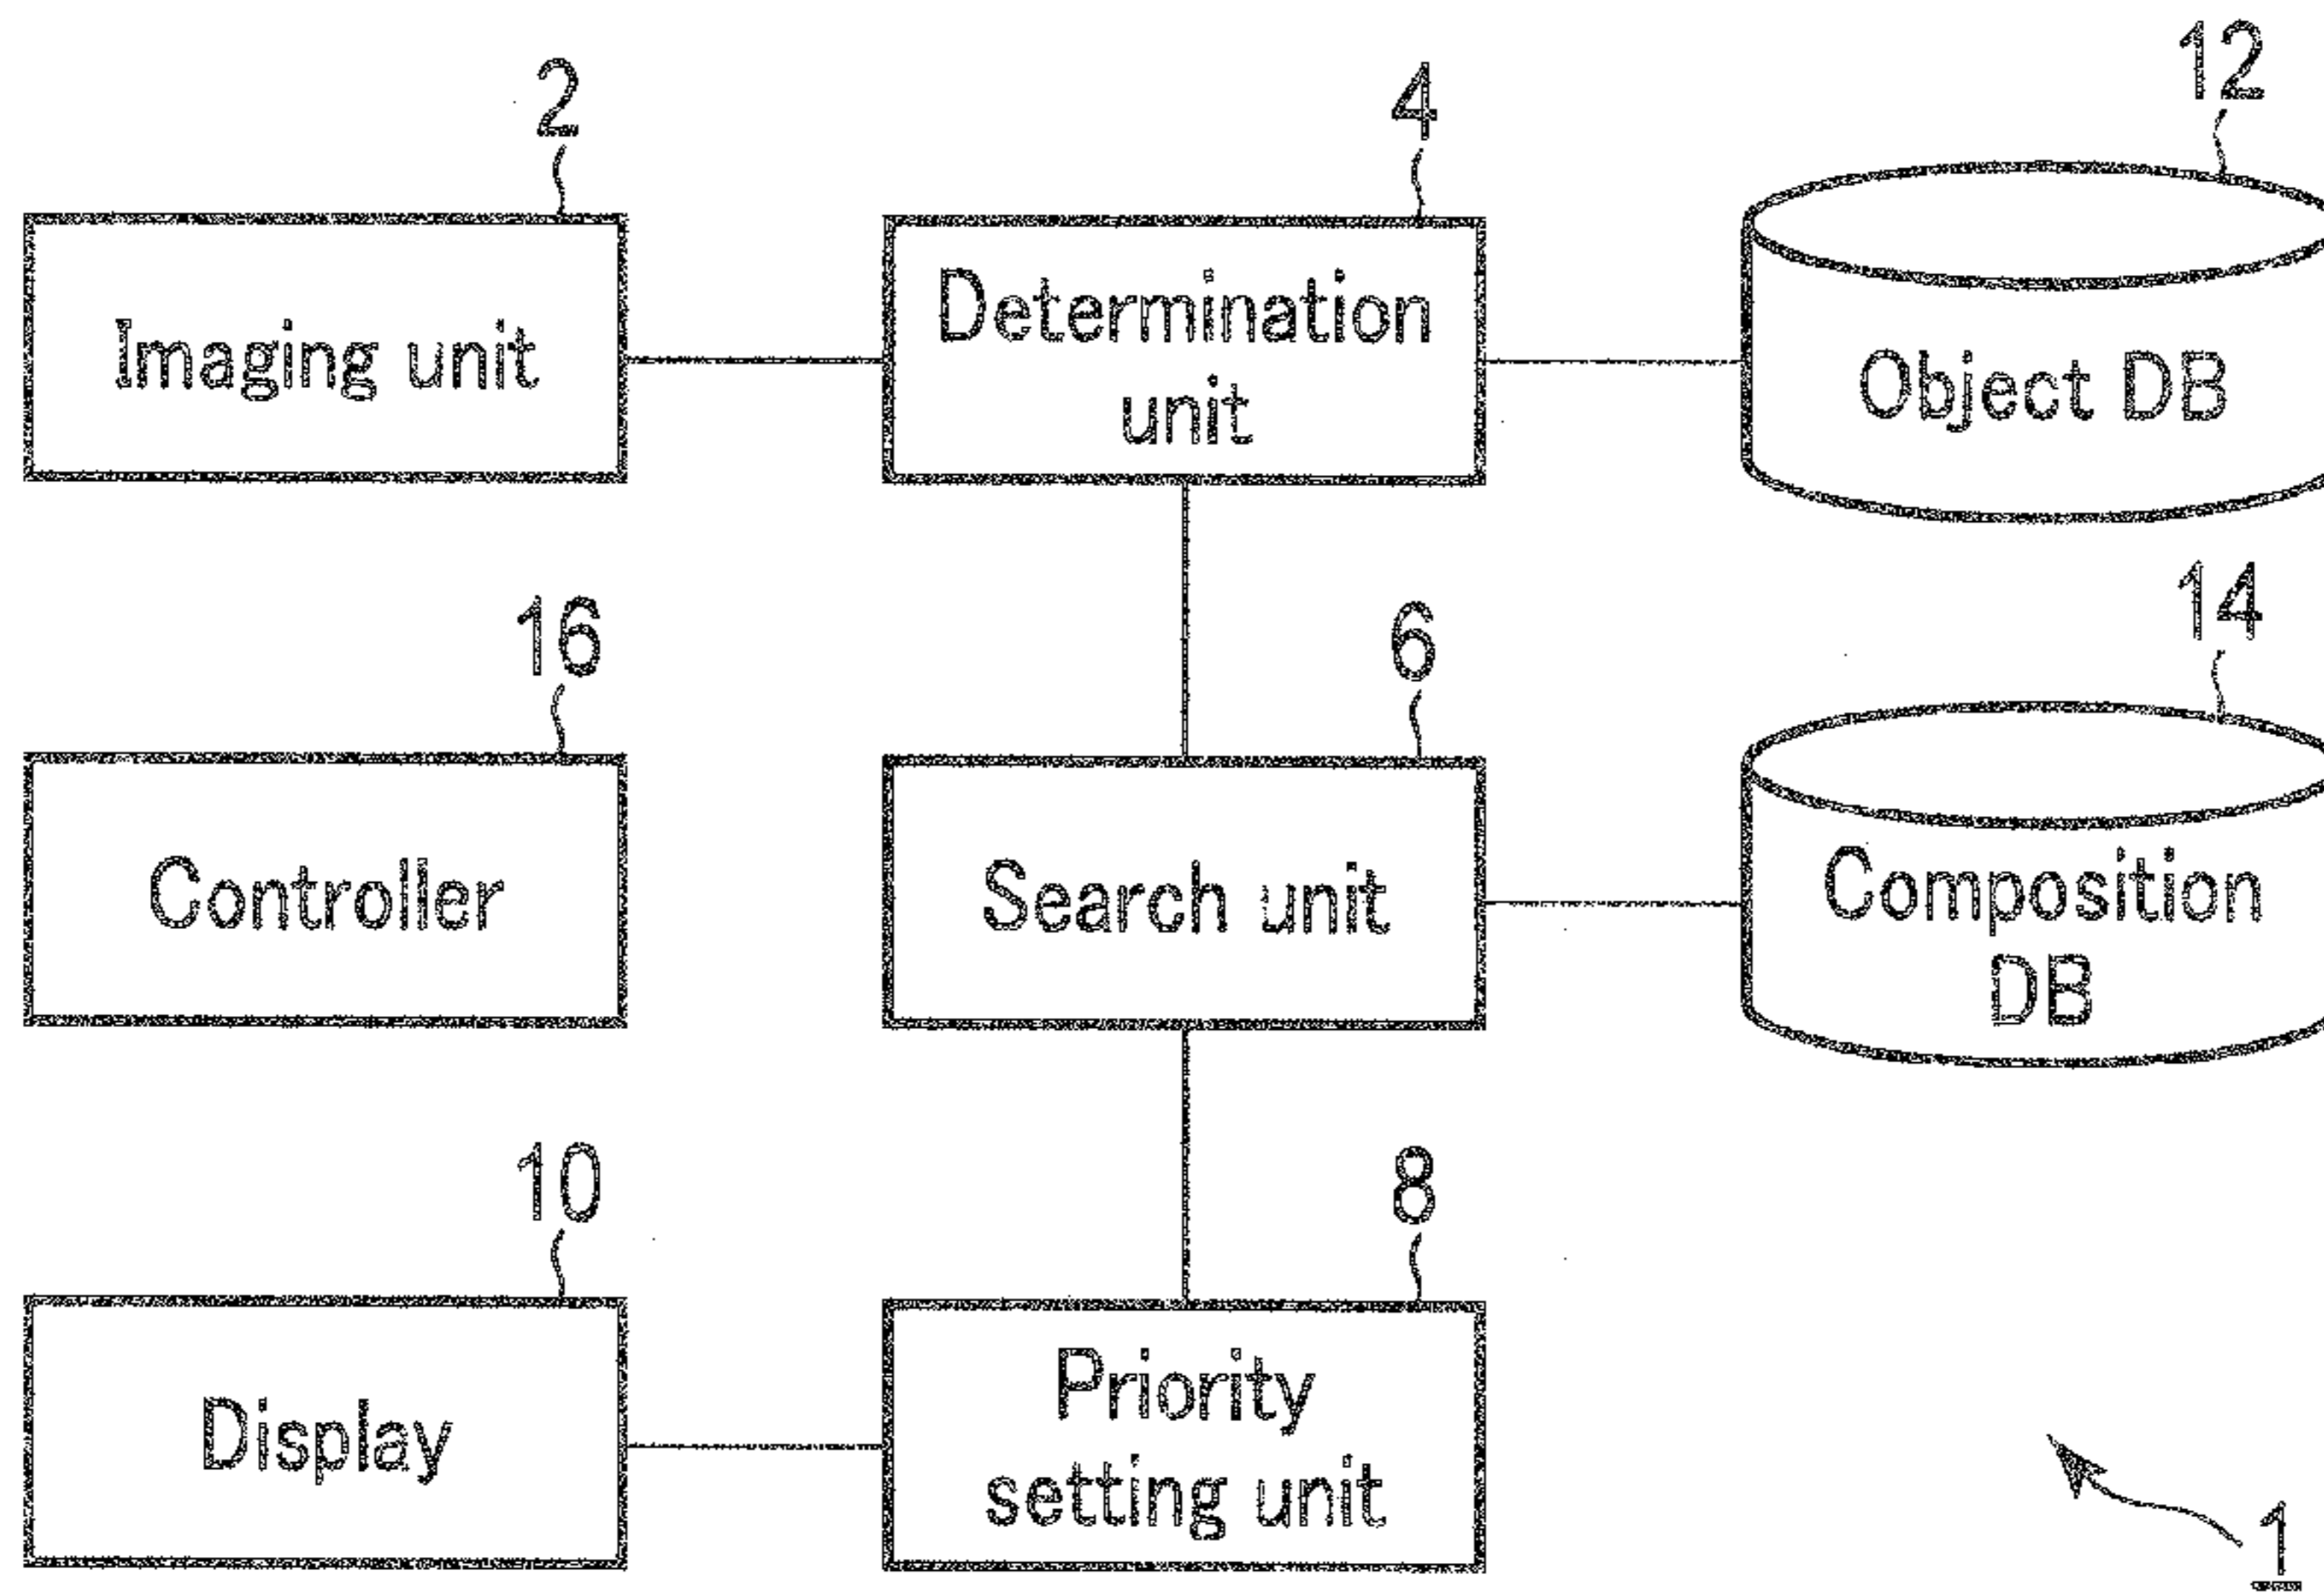 2
4
12
Imaging unit
Determination
unit
Object DB
16
6
14
Controller
Search unit
Composition
DB
10
8
Display
Priority
setting unit
1